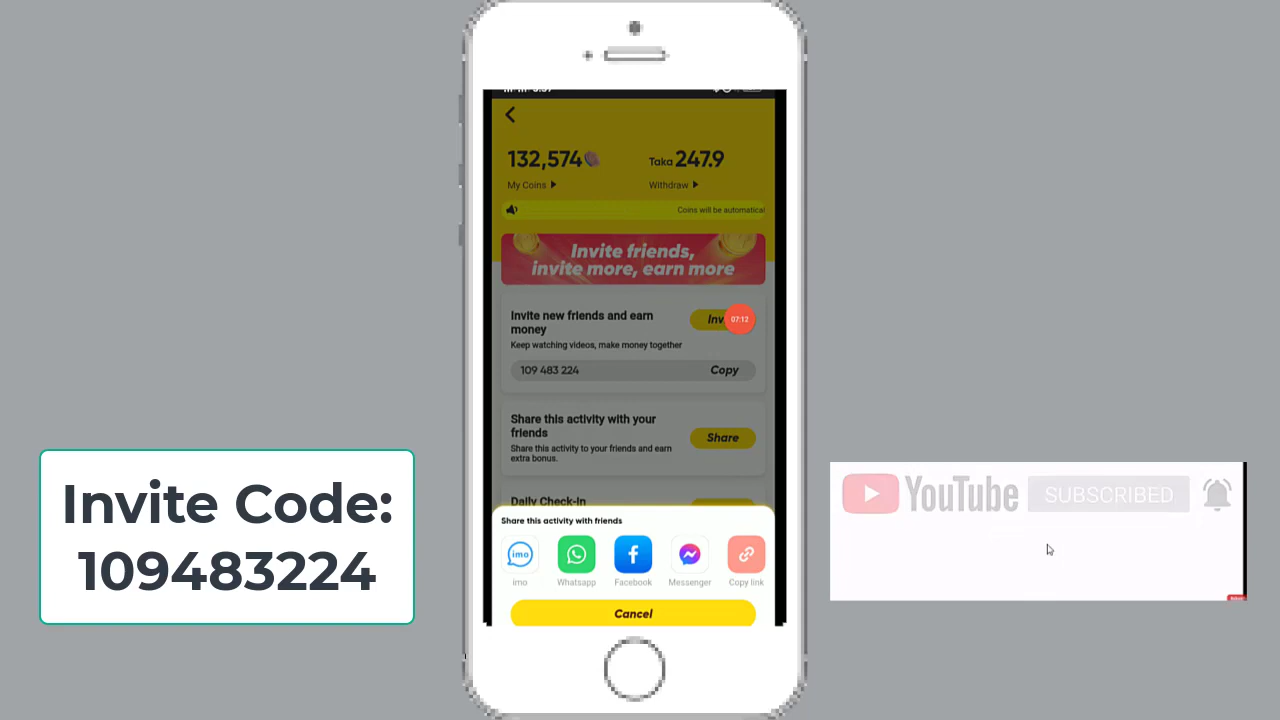 132,574
Taka 247.9
My Coins
Withdraw
Coins will be automatical
Invite friends,
invite more, earn more
Invite new friends and earn
money
Inv
07:12
Keep watching videos, make money together
109 483 224
Copy
Share this activity with your
friends
Share
Share this activity to your friends and earn
extra bonus.
Daily Check-In
Share this activity with friends
imo
imo
Whatsapp
Facebook
Messenger
Copy link
Cancel
Invite Code:
109483224
YouTube
SUBSCRIBED